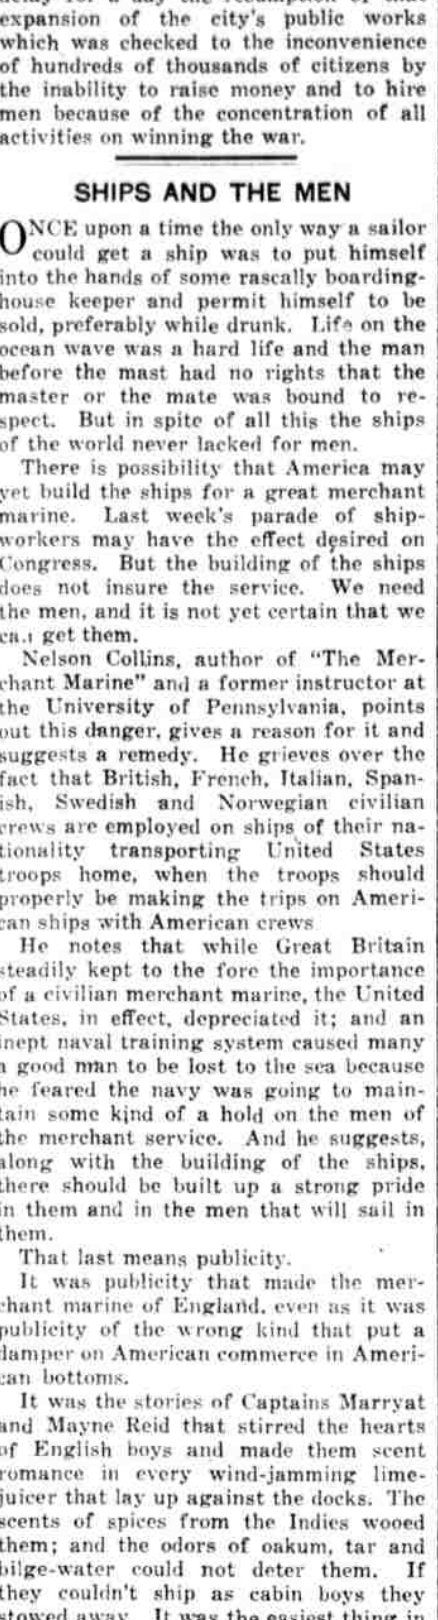 expansion of the city's public works
which was checked to the inconvenience
of hundreds of thousands of citizens by
the inability to raise money and to hire
men because of the concentration of all
activities on winning the war.
SHIPS AND THE MEN
ONCE upon a time the only way a sailor
could get a ship was to put himself
into the hands of some rascally boarding-
house keeper and permit himself to be
sold, preferably while drunk. Life on the
ocean wave was a hard life and the man
before the mast had no rights that the
master or the mate was bound to re-
spect. But in spite of all this the ships
of the world never lacked for men.
There is possibility that America may
yet build the ships for a great merchant
marine. Last week's parade of ship-
workers may have the effect desired on
Congress. But the building of the ships
does not insure the service. We need
the men, and it is not yet certain that we
can get them.
Nelson Collins, author of "The Mer-
chant Marine" and a former instructor at
the University of Pennsylvania, points
out this danger, gives a reason for it and
suggests a remedy. He grieves over the
fact that British, French, Italian, Span-
ish, Swedish and Norwegian civilian
crews are employed on ships of their na-
tionality transporting United States
troops home, when the troops should
properly be making the trips on Ameri-
can ships with American crews
He notes that while Great Britain
steadily kept to the fore the importance
of a civilian merchant marine, the United
States, in effect, depreciated it; and an
inept naval training system caused many
a good man to be lost to the sea because
he feared the navy was going to main-
tain some kind of a hold on the men of
the merchant service. And he suggests,
along with the building of the ships,
there should be built up a strong pride
in them and in the men that will sail in
them.
That last means publicity.
It was publicity that made the mer-
chant marine of England, even as it was
publicity of the wrong kind that put a
damper on American commerce in Ameri-
can bottoms.
It was the stories of Captains Marryat
and Mayne Reid that stirred the hearts
of English boys and made them scent
romance in every wind-jamming lime-
juicer that lay up against the docks. The
scents of spices from the Indies wooed
them; and the odors of oakum, tar and
bilge-water could not deter them. If
they couldn't ship as cabin boys they
stowed away. It was the easiest thing in